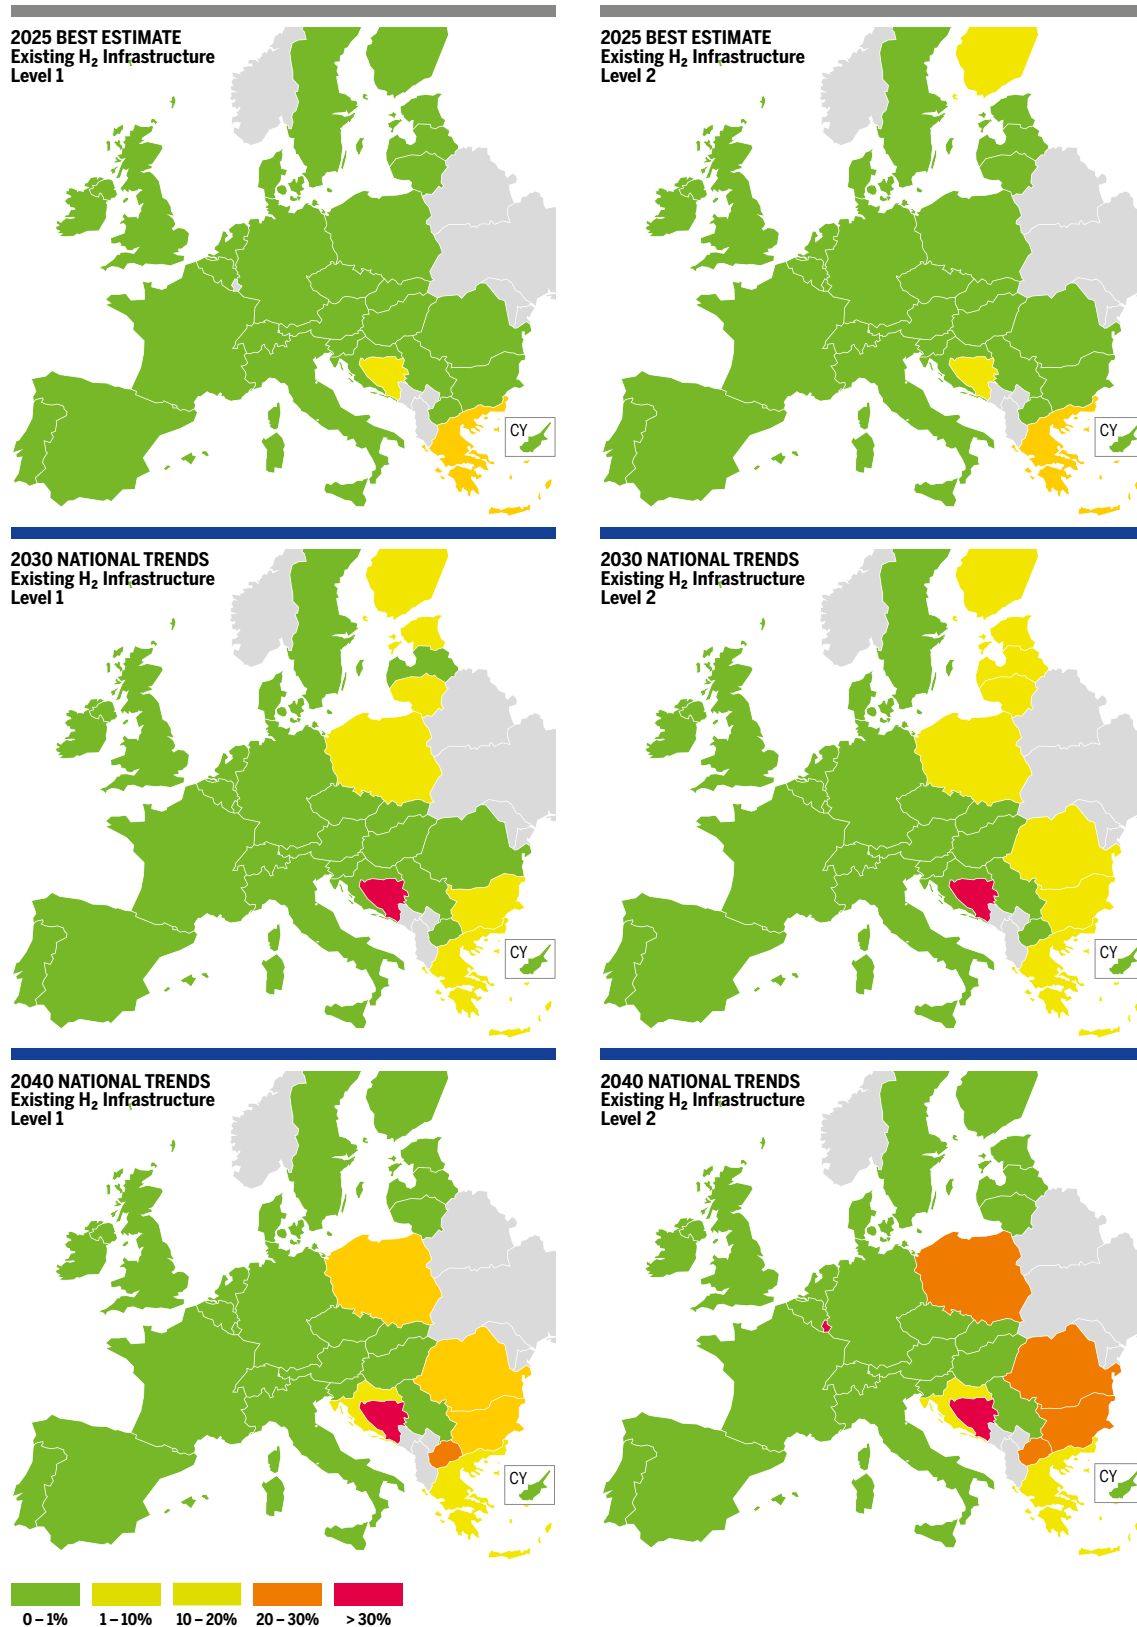 2025 BEST ESTIMATE
Existing H₂ Infrastructure
Level 1
CY
2025 BEST ESTIMATE
Existing H₂ Infrastructure
Level 2
CY
2030 NATIONAL TRENDS
Existing H₂ Infrastructure
Level 1
CY
2030 NATIONAL TRENDS
Existing H₂ Infrastructure
Level 2
CY
2040 NATIONAL TRENDS
Existing H₂ Infrastructure
Level 1
CY
2040 NATIONAL TRENDS
Existing H₂ Infrastructure
Level 2
CY
0 – 1% 1 – 10% 10 – 20% 20 – 30% > 30%